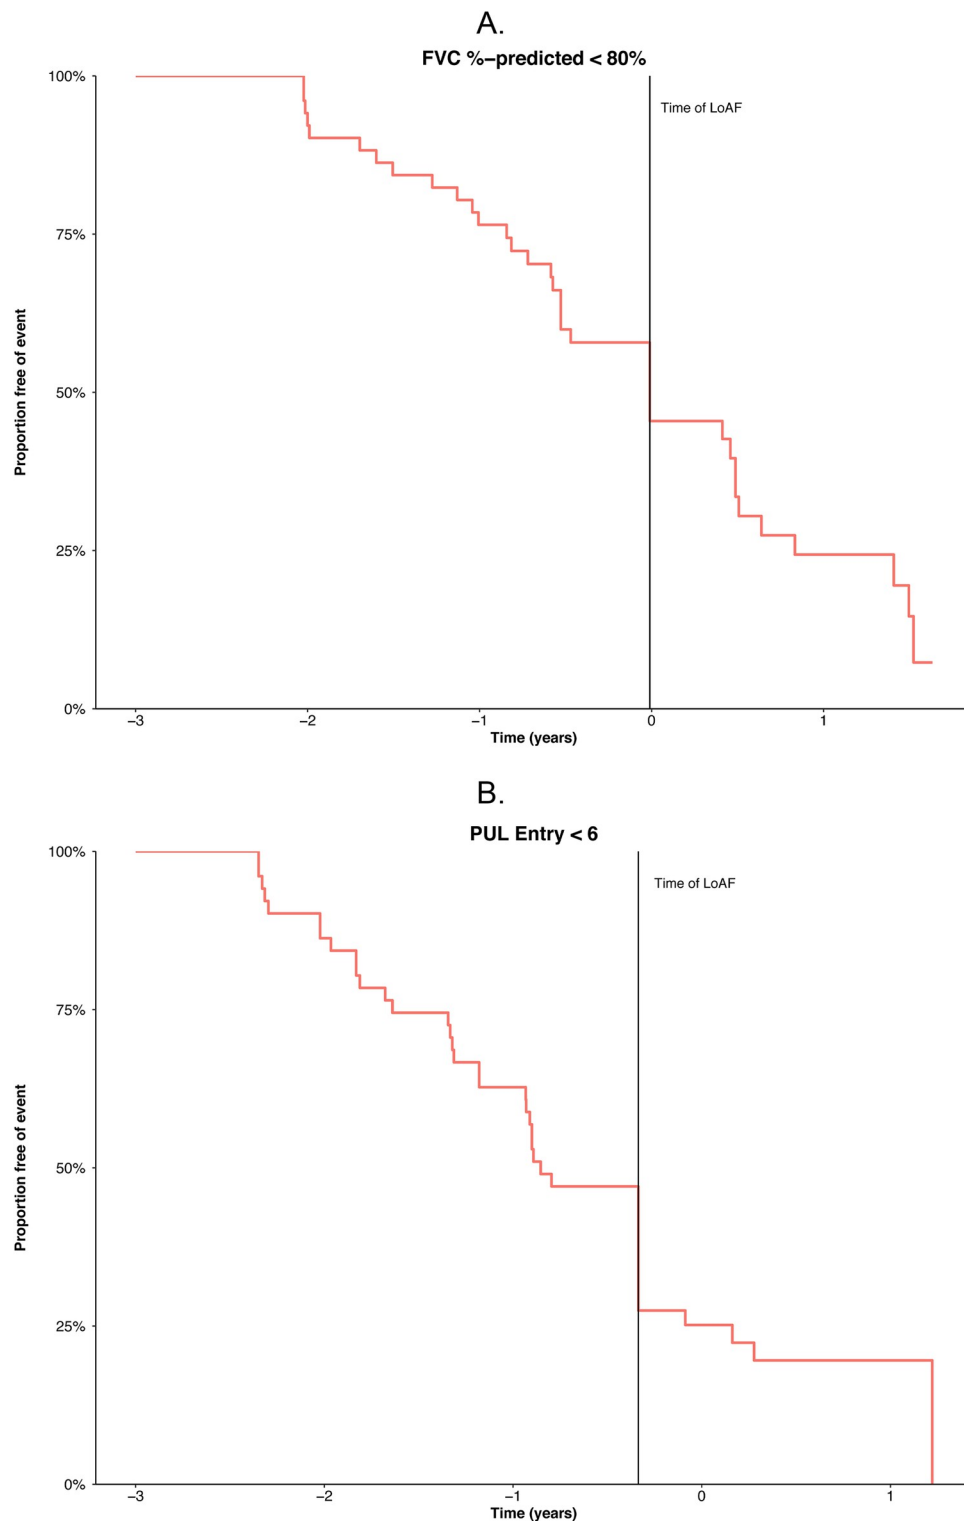 A.
FVC %−predicted < 80%
100%
Time of LoAF
75%
Proportion free of event
50%
25%
0%
−3 −2 −1 0 1
Time (years)
B.
PUL Entry < 6
100%
Time of LoAF
75%
Proportion free of event
50%
25%
0%
−3 −2 −1 0 1
Time (years)